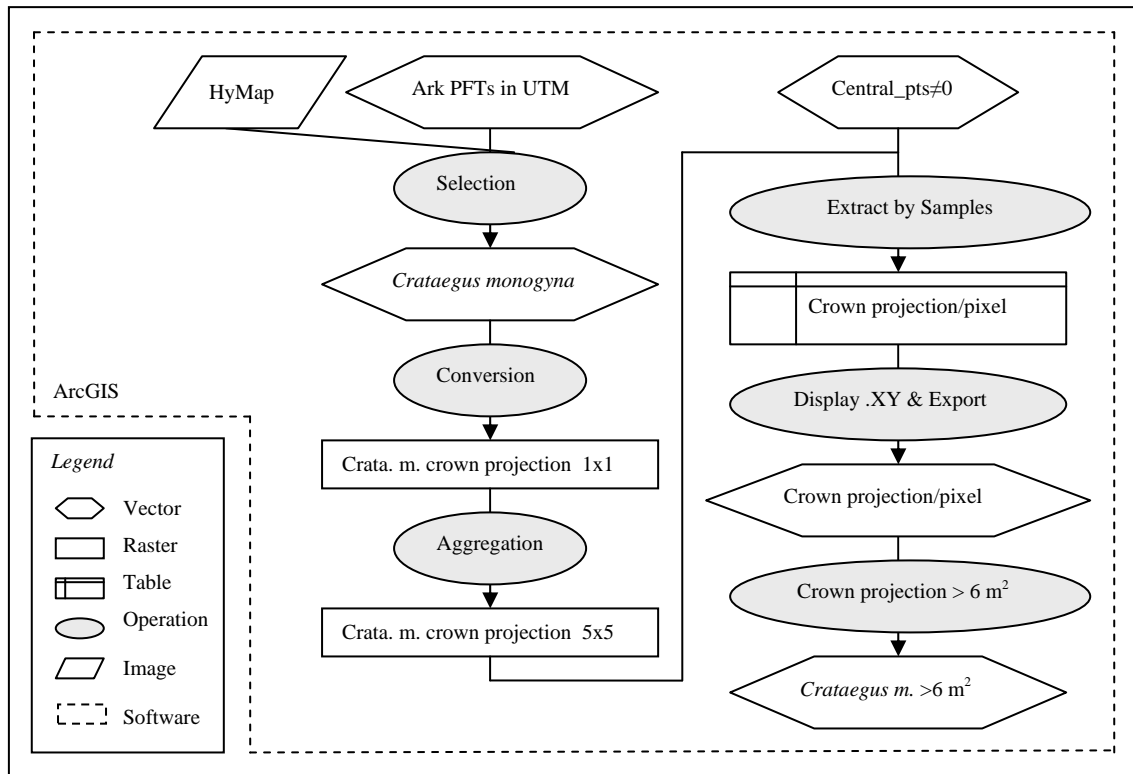 HyMap
Ark PFTs in UTM
Selection
Crataegus monogyna
Conversion
Crata. m. crown projection 1x1
Aggregation
Crata. m. crown projection 5x5
Central_pts≠0
Extract by Samples
Crown projection/pixel
Display .XY & Export
Crown projection/pixel
Crown projection > 6 m²
Crataegus m. >6 m²
ArcGIS
Legend
Vector
Raster
Table
Operation
Image
Software